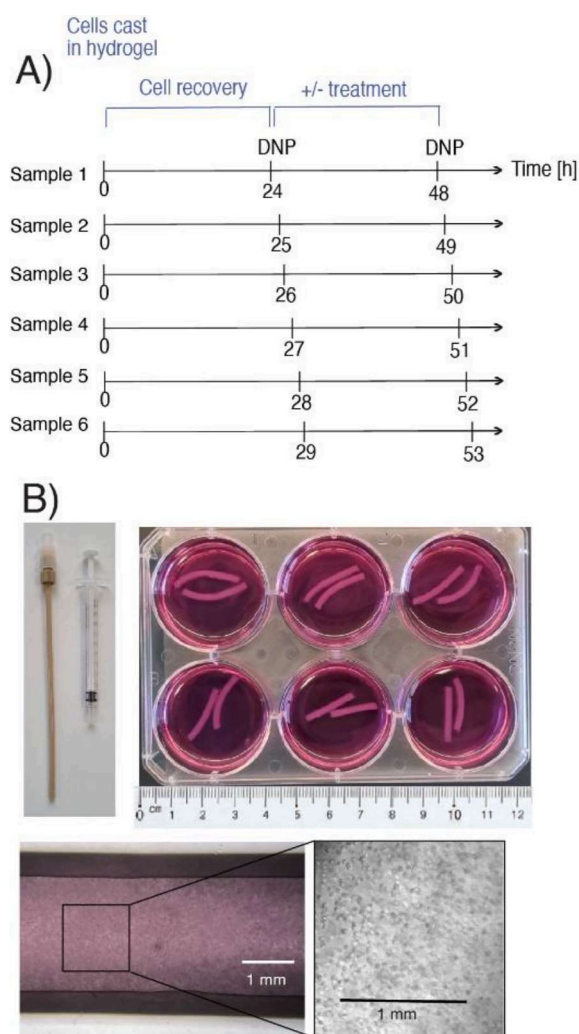 Cells cast
in hydrogel
A)
Cell recovery +/- treatment
DNP DNP
Sample 1 Time [h]
0 24 48
Sample 2
0 25 49
Sample 3
0 26 50
Sample 4
0 27 51
Sample 5
0 28 52
Sample 6
0 29 53
B)
0 cm 1 2 3 4 5 6 7 8 9 10 11 12
1 mm
1 mm